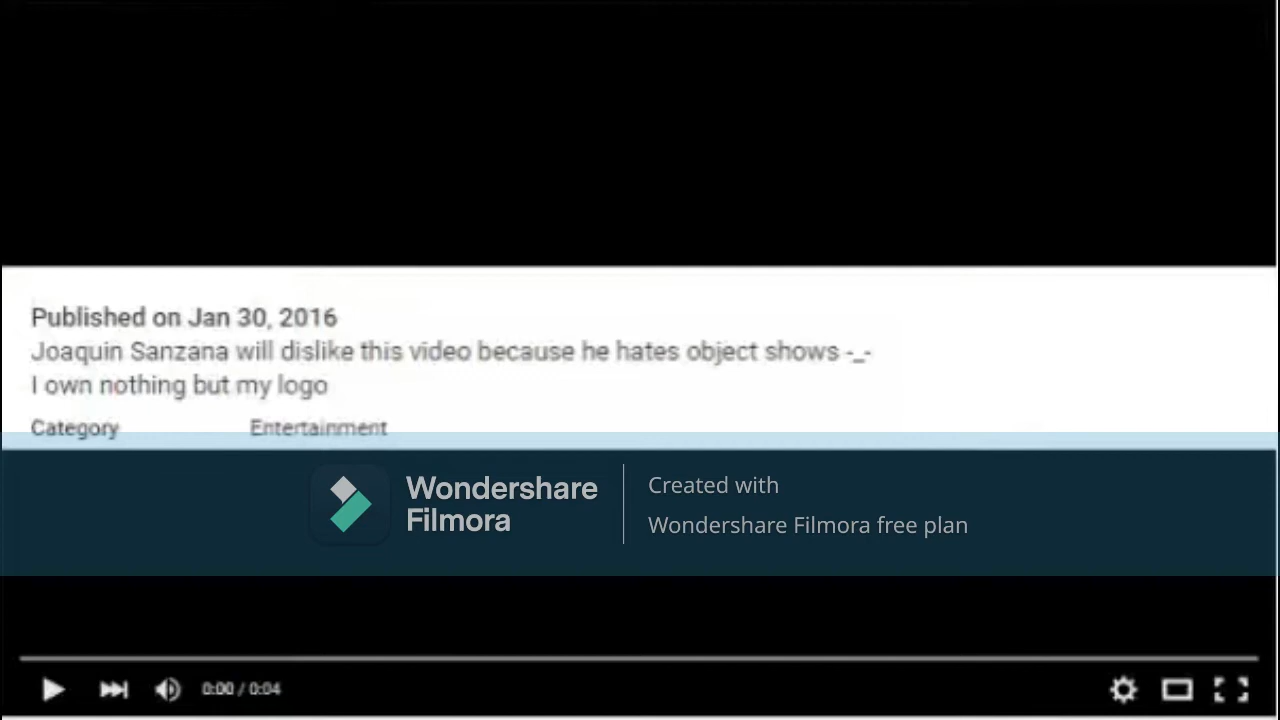 Published on Jan 30, 2016
Joaquin Sanzana will dislike this video because he hates object shows -_-
I own nothing but my logo
Category Entertainment
Wondershare
Filmora
Created with
Wondershare Filmora free plan
0:00 / 0:04